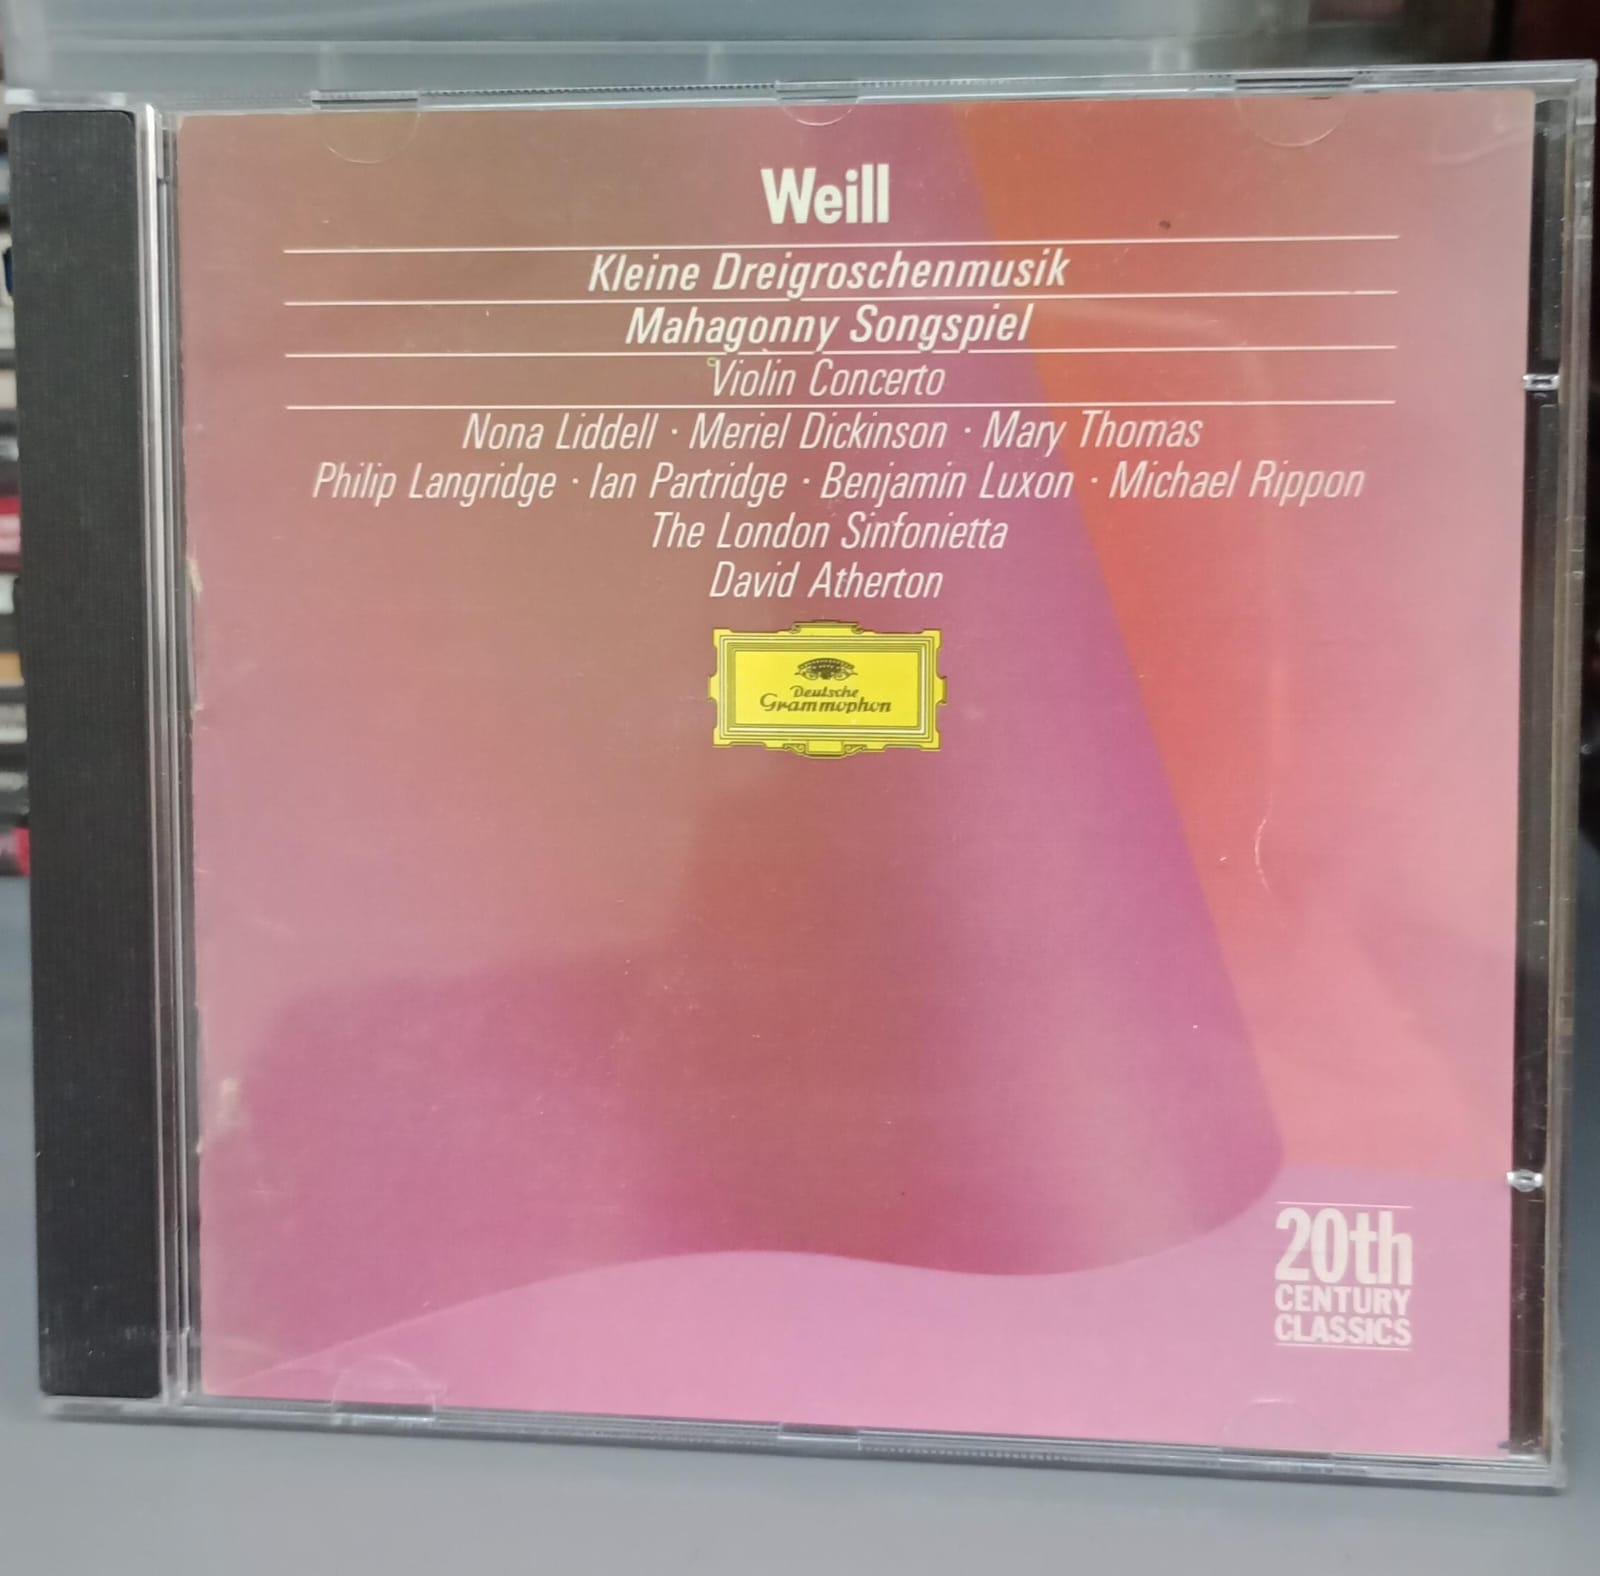 Weill
Kleine Dreigroschenmusik
Mahagonny Songspiel
Violin Concerto
Nona Liddell · Meriel Dickinson · Mary Thomas
Philip Langridge · Ian Partridge · Benjamin Luxon · Michael Rippon
The London Sinfonietta
David Atherton
Deutsche
Grammophon
20th
CENTURY
CLASSICS